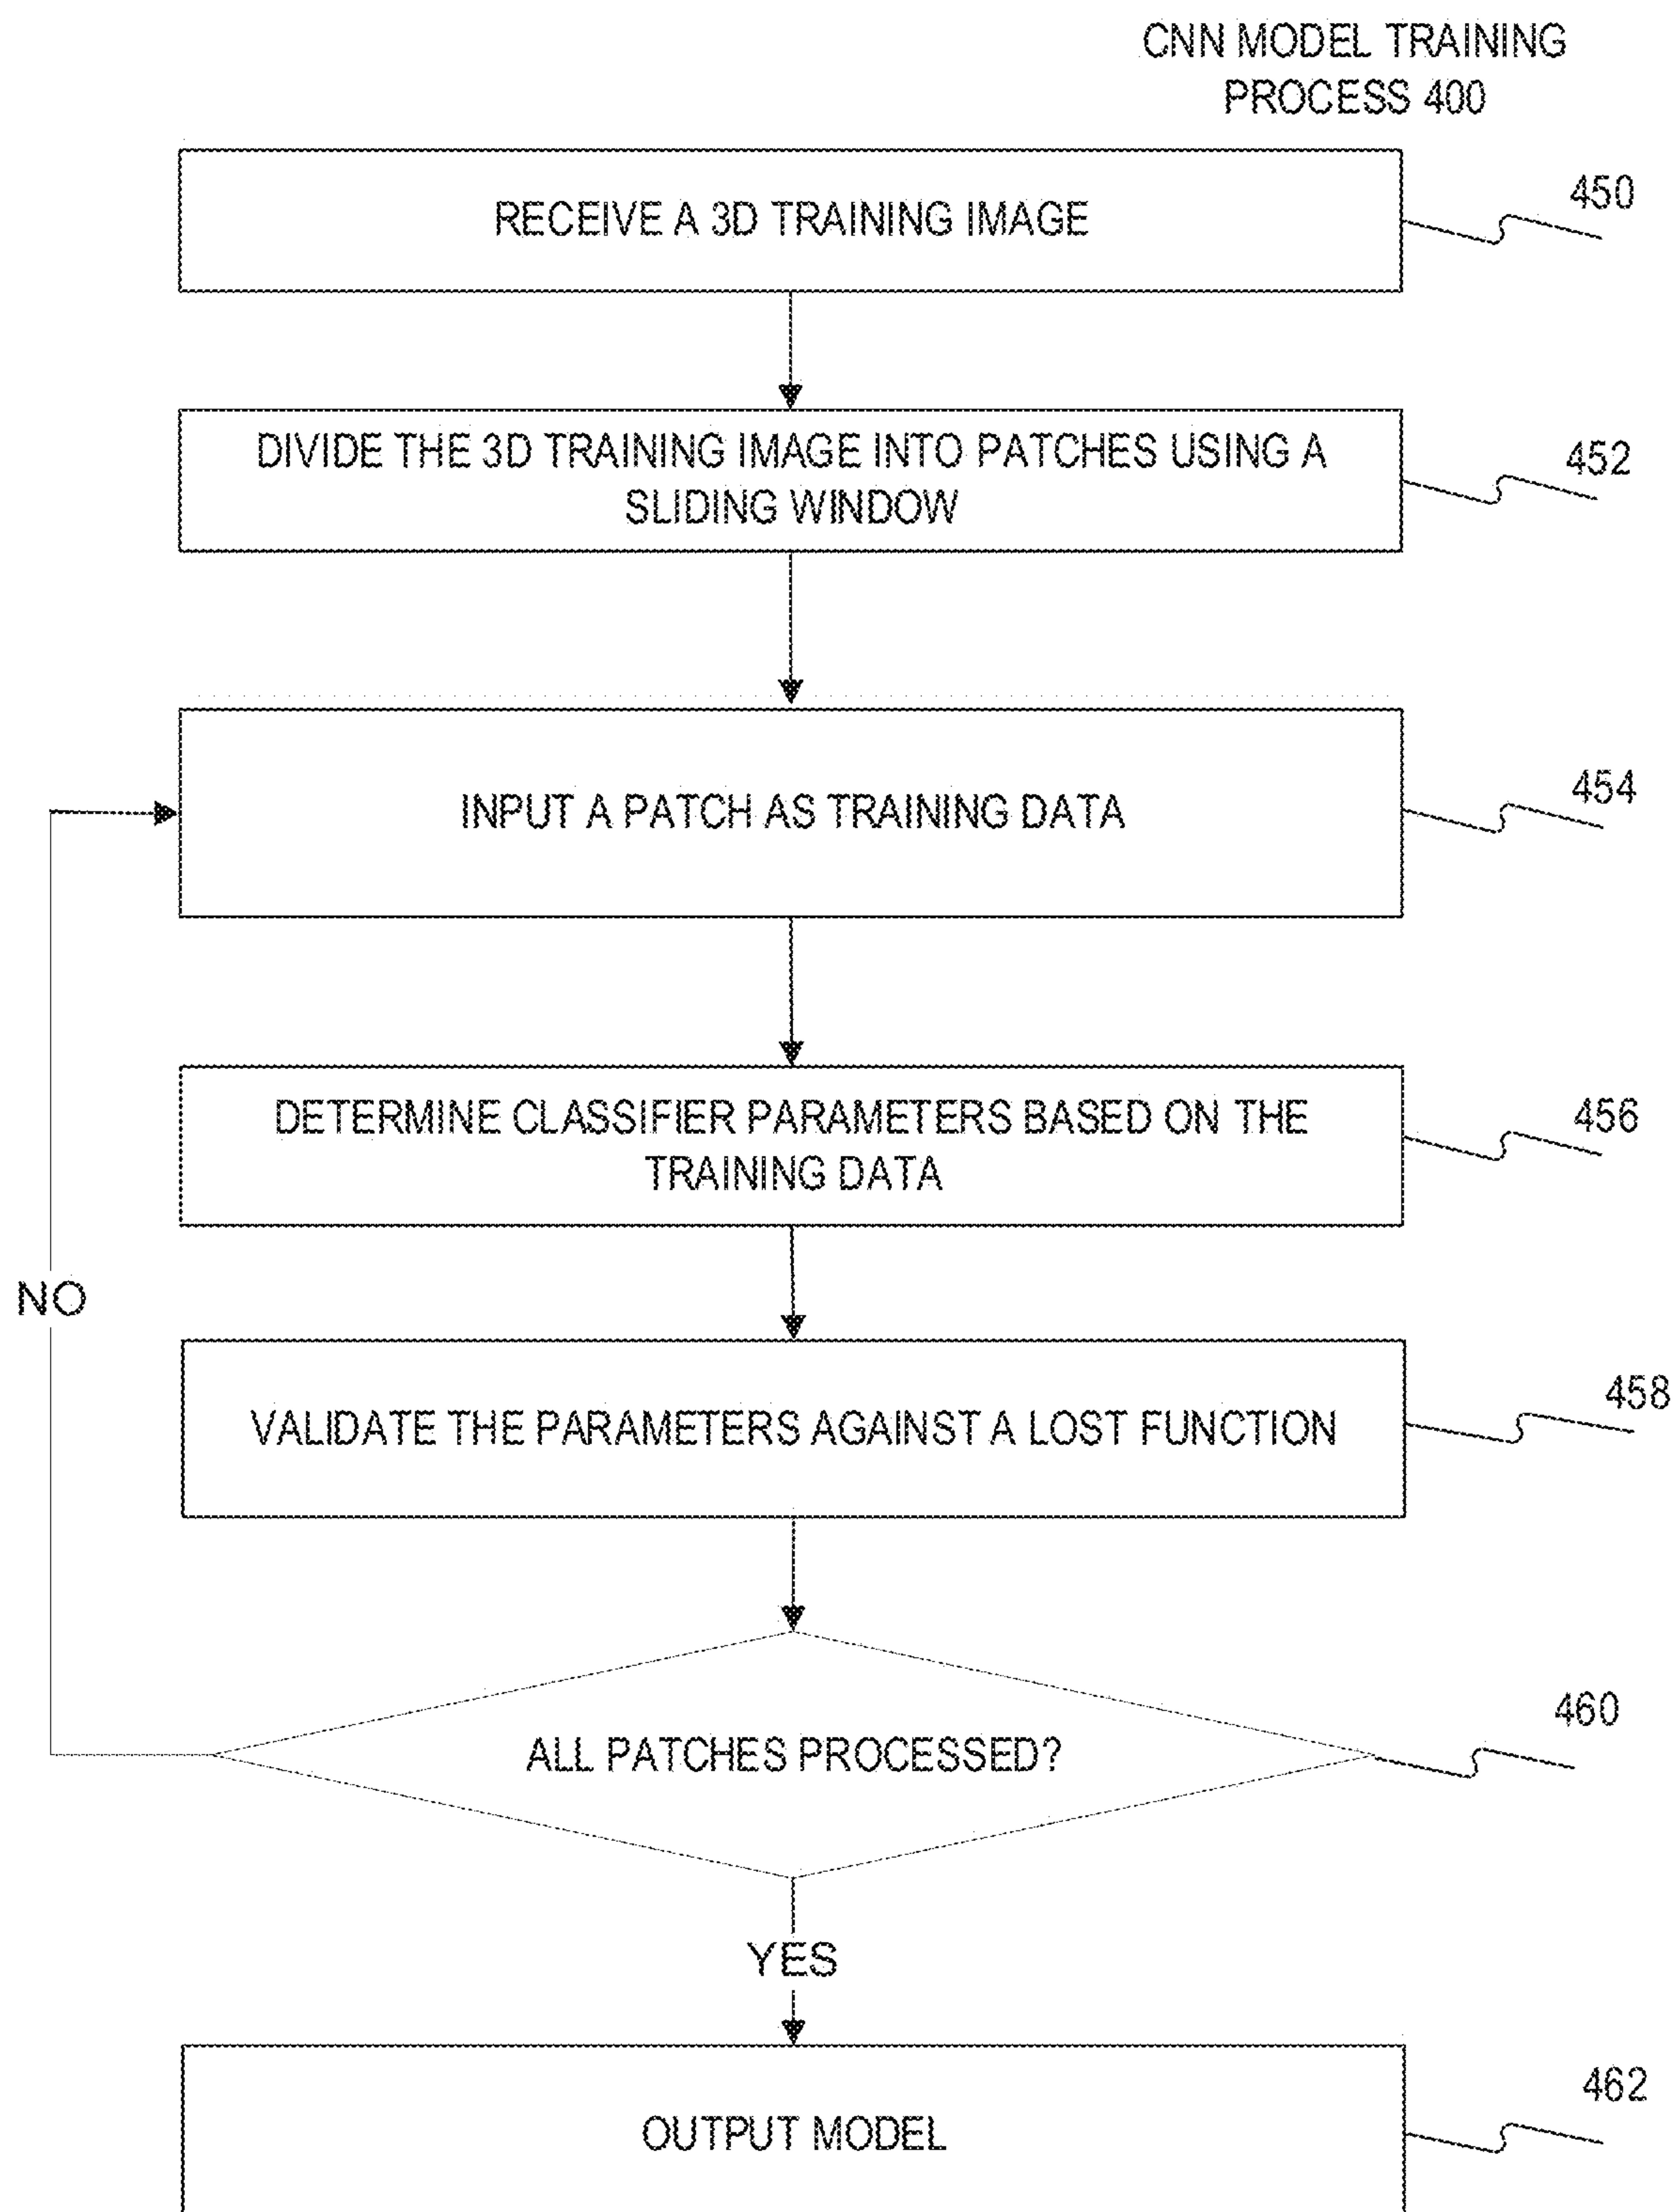 CNN MODEL TRAINING
PROCESS 400
RECEIVE A 3D TRAINING IMAGE
450
DIVIDE THE 3D TRAINING IMAGE INTO PATCHES USING A
SLIDING WINDOW
452
INPUT A PATCH AS TRAINING DATA
454
DETERMINE CLASSIFIER PARAMETERS BASED ON THE
TRAINING DATA
456
NO
VALIDATE THE PARAMETERS AGAINST A LOST FUNCTION
458
ALL PATCHES PROCESSED?
460
YES
OUTPUT MODEL
462